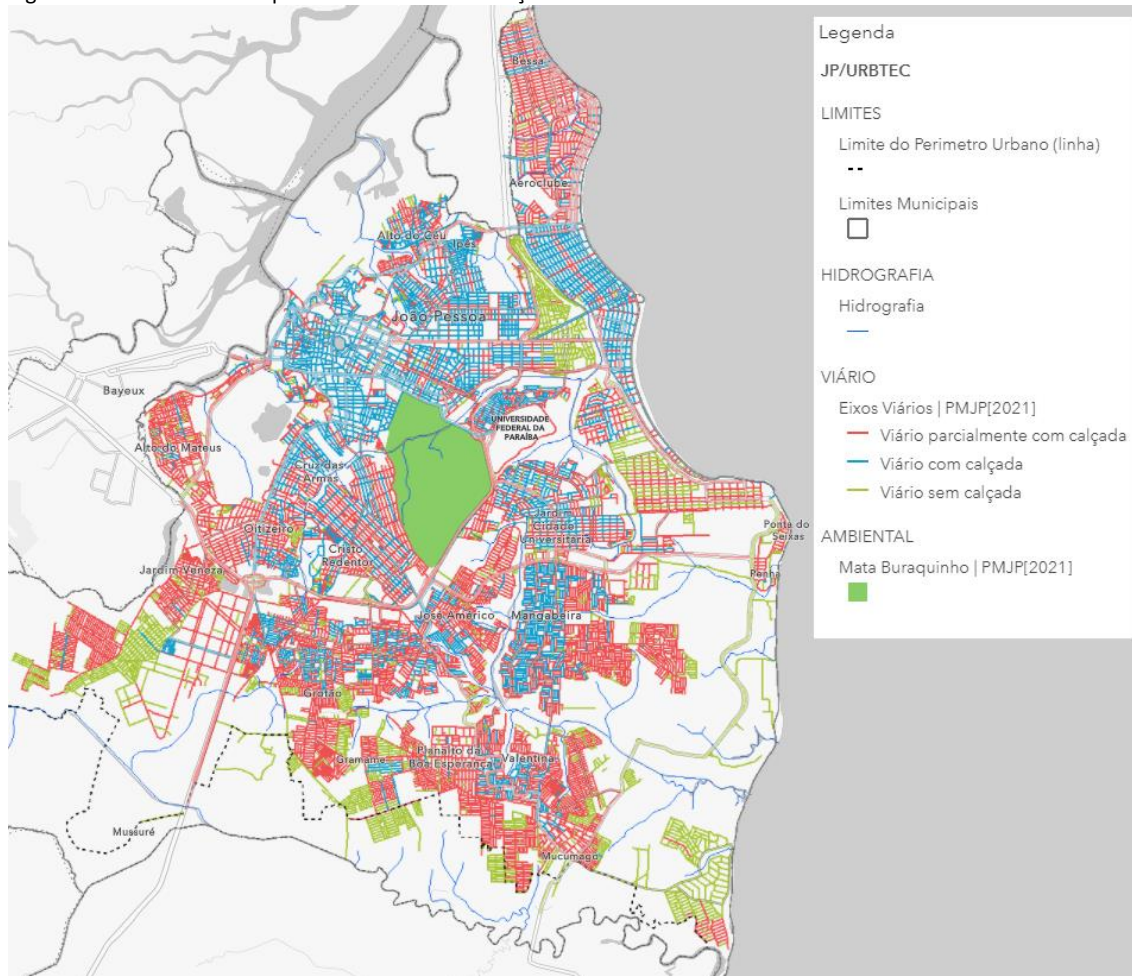 Bessa
Aeroclube
Alto do Céu
Ipês
João Pessoa
Bayeux
UNIVERSIDADE
FEDERAL DA
PARAÍBA
Alto do Mateus
Cruz das
Armas
Oitizeiro
Cristo
Redentor
Jardim
Cidade
Universitária
Ponta do
Seixas
Penha
Jardim Veneza
José Américo
Mangabeira
Grotão
Gramame
Planalto da
Boa Esperança
Valentina
Mussuré
Muçumago
Legenda
JP/URBTEC
LIMITES
Limite do Perimetro Urbano (linha)
Limites Municipais
HIDROGRAFIA
Hidrografia
VIÁRIO
Eixos Viários | PMJP[2021]
Viário parcialmente com calçada
Viário com calçada
Viário sem calçada
AMBIENTAL
Mata Buraquinho | PMJP[2021]